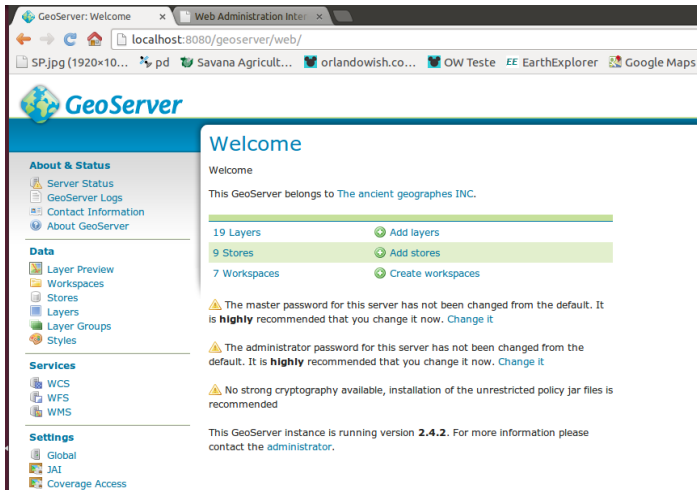 GeoServer: Welcome
Web Administration Inter
localhost:8080/geoserver/web/
SP.jpg (1920×10... pd Savana Agricult... orlandowish.co... OW Teste EE EarthExplorer Google Maps
GeoServer
About & Status
Server Status
GeoServer Logs
Contact Information
About GeoServer
Data
Layer Preview
Workspaces
Stores
Layers
Layer Groups
Styles
Services
WCS
WFS
WMS
Settings
Global
JAI
Coverage Access
Welcome
Welcome
This GeoServer belongs to The ancient geographes INC.
19 Layers Add layers
9 Stores Add stores
7 Workspaces Create workspaces
The master password for this server has not been changed from the default. It
is highly recommended that you change it now. Change it
The administrator password for this server has not been changed from the
default. It is highly recommended that you change it now. Change it
No strong cryptography available, installation of the unrestricted policy jar files is
recommended
This GeoServer instance is running version 2.4.2. For more information please
contact the administrator.